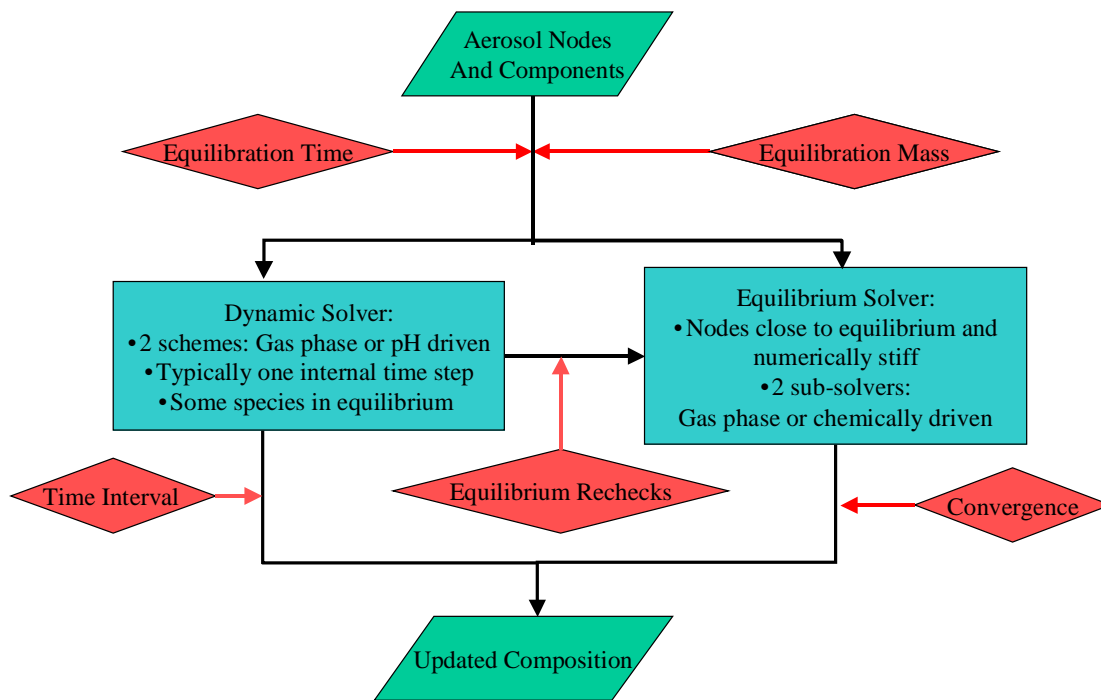 Aerosol Nodes
And Components
Equilibration Time
Equilibration Mass
Dynamic Solver:
•2 schemes: Gas phase or pH driven
•Typically one internal time step
•Some species in equilibrium
Equilibrium Solver:
•Nodes close to equilibrium and
numerically stiff
•2 sub-solvers:
Gas phase or chemically driven
Time Interval
Equilibrium Rechecks
Convergence
Updated Composition